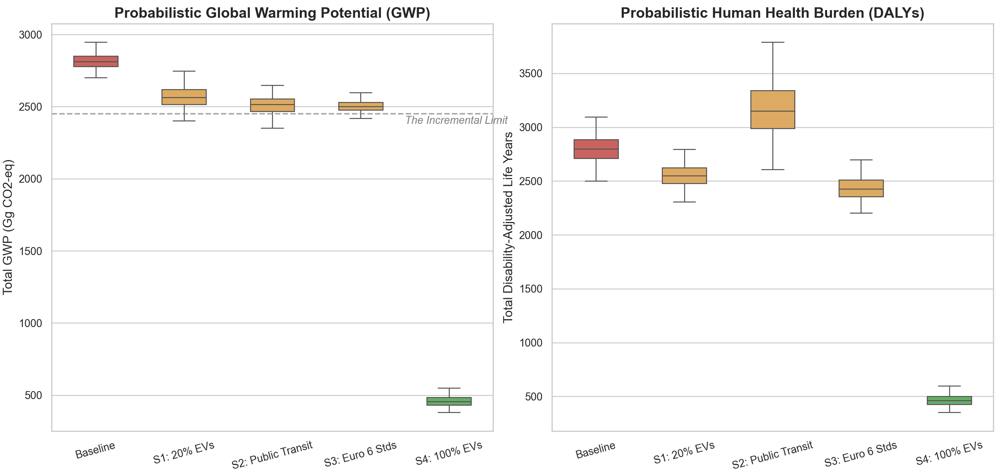 Probabilistic Global Warming Potential (GWP)
Total GWP (Gg CO2-eq)
3000
2500
2000
1500
1000
500
The Incremental Limit
Baseline
S1: 20% EVs
S2: Public Transit
S3: Euro 6 Stds
S4: 100% EVs
Probabilistic Human Health Burden (DALYs)
Total Disability-Adjusted Life Years
3500
3000
2500
2000
1500
1000
500
Baseline
S1: 20% EVs
S2: Public Transit
S3: Euro 6 Stds
S4: 100% EVs